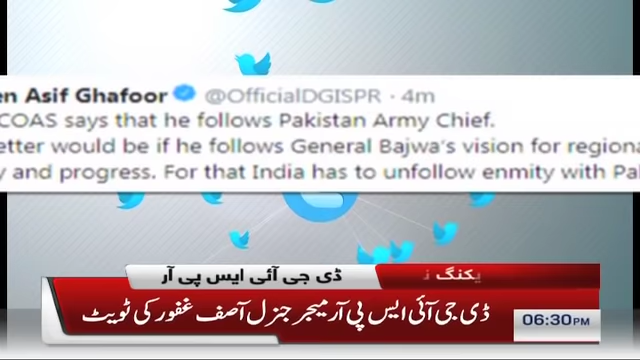 en Asif Ghafoor @OfficialDGISPR · 4m
COAS says that he follows Pakistan Army Chief.
etter would be if he follows General Bajwa's vision for regiona
y and progress. For that India has to unfollow enmity with Pak
ڈی جی آئی ایس پی آر
یکنگ ن
ڈی جی آئی ایس پی آر میجر جنرل آصف غفور کی ٹویٹ
06:30PM